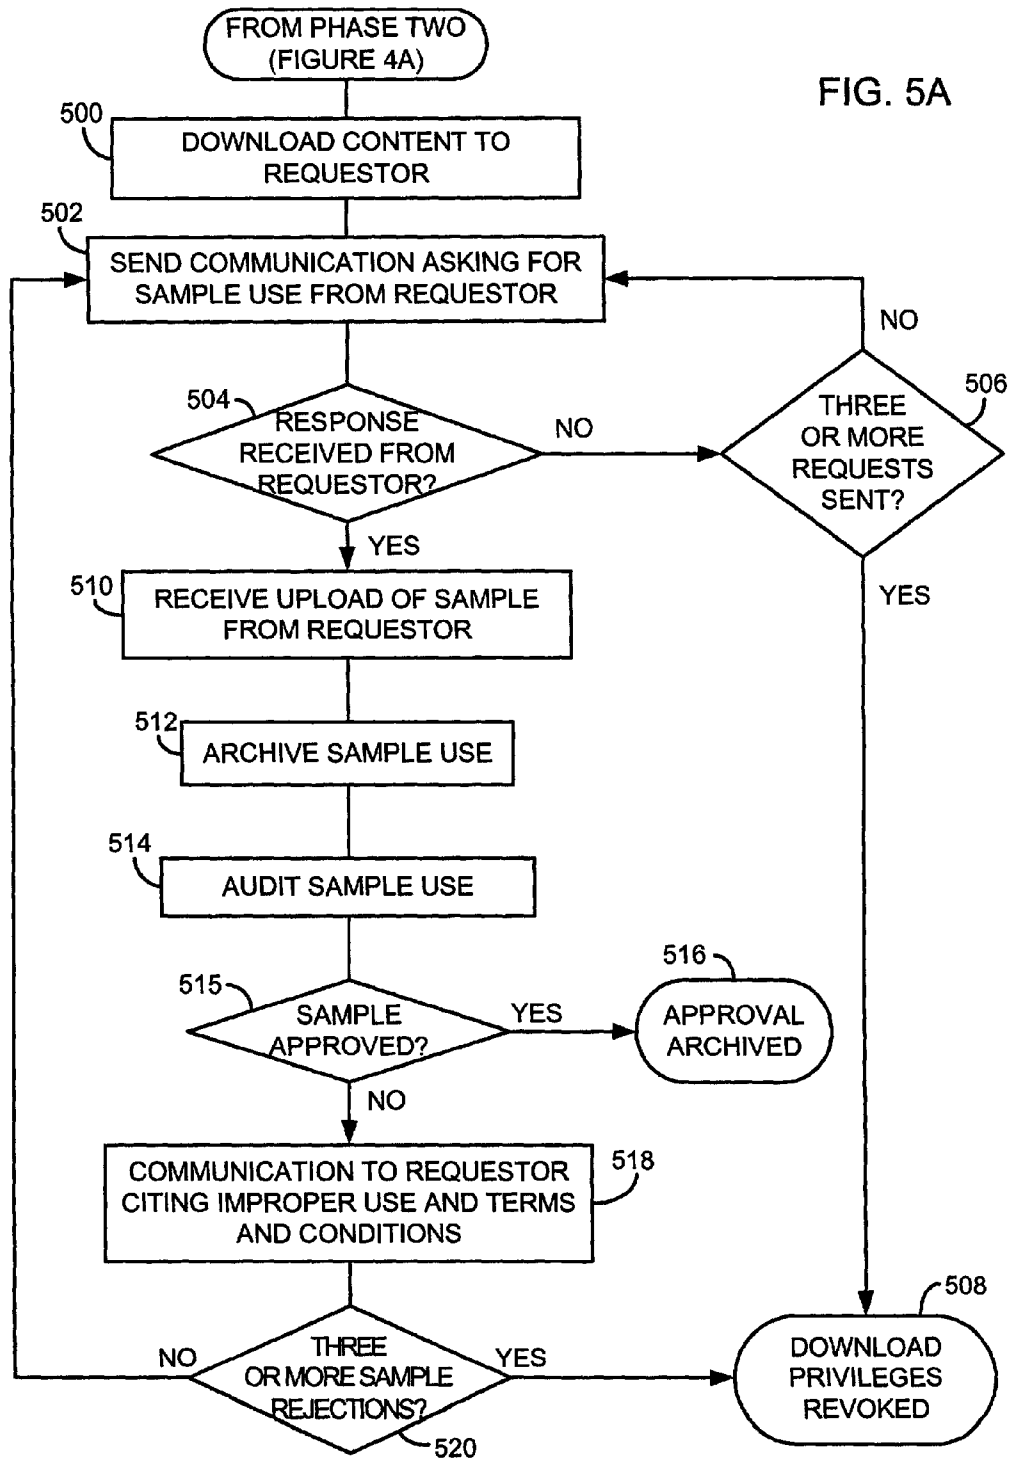 FROM PHASE TWO
(FIGURE 4A)
FIG. 5A
500
DOWNLOAD CONTENT TO
REQUESTOR
502
SEND COMMUNICATION ASKING FOR
SAMPLE USE FROM REQUESTOR
NO
504
RESPONSE
RECEIVED FROM
REQUESTOR?
NO
506
THREE
OR MORE
REQUESTS
SENT?
YES
YES
510
RECEIVE UPLOAD OF SAMPLE
FROM REQUESTOR
512
ARCHIVE SAMPLE USE
514
AUDIT SAMPLE USE
515
SAMPLE
APPROVED?
YES
516
APPROVAL
ARCHIVED
NO
COMMUNICATION TO REQUESTOR
CITING IMPROPER USE AND TERMS
AND CONDITIONS
518
NO
THREE
OR MORE SAMPLE
REJECTIONS?
YES
520
508
DOWNLOAD
PRIVILEGES
REVOKED